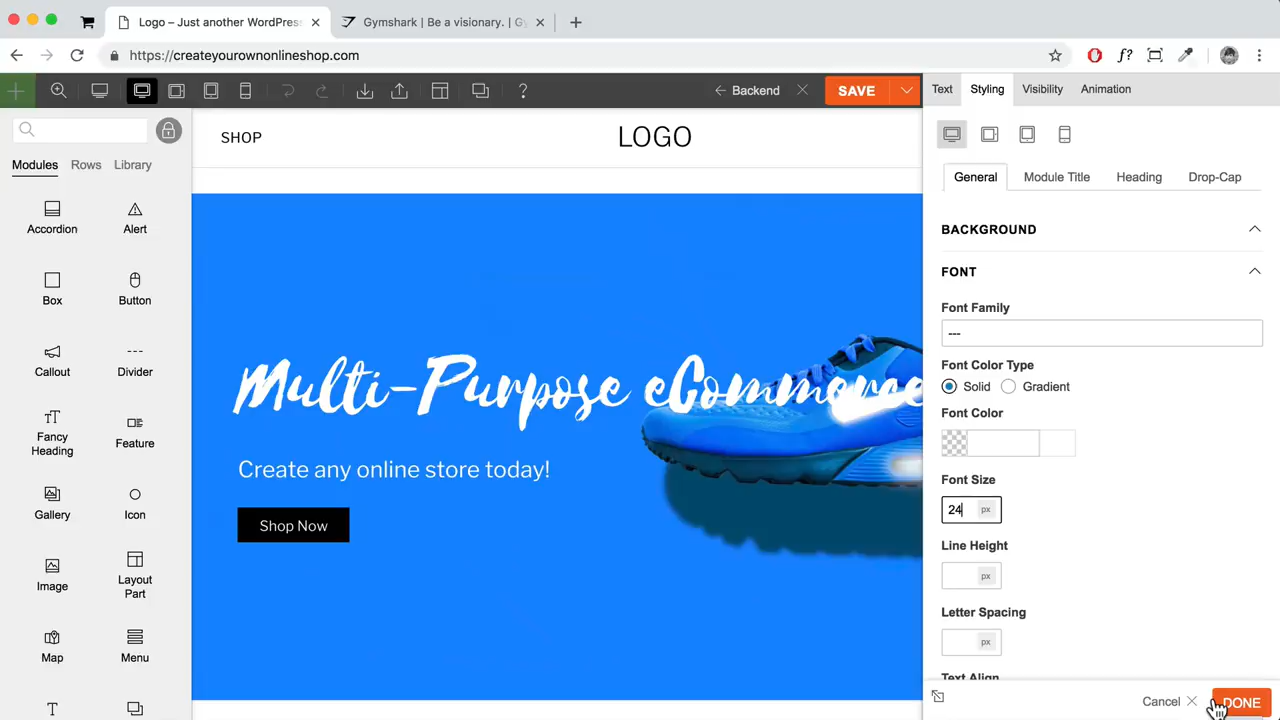 Logo – Just another WordPress
Gymshark | Be a visionary. | G
https://createyourownonlineshop.com
f?
Backend
SAVE
Text
Styling
Visibility
Animation
Modules
Rows
Library
SHOP
LOGO
General
Module Title
Heading
Drop-Cap
Accordion
Alert
BACKGROUND
Box
Button
FONT
Font Family
---
Callout
Divider
Font Color Type
Solid
Gradient
Multi-Purpose eCommerce
Font Color
Fancy
Heading
Feature
Create any online store today!
Font Size
24
px
Gallery
Icon
Shop Now
Line Height
px
Image
Layout
Part
Letter Spacing
px
Map
Menu
Text Align
Cancel
DONE